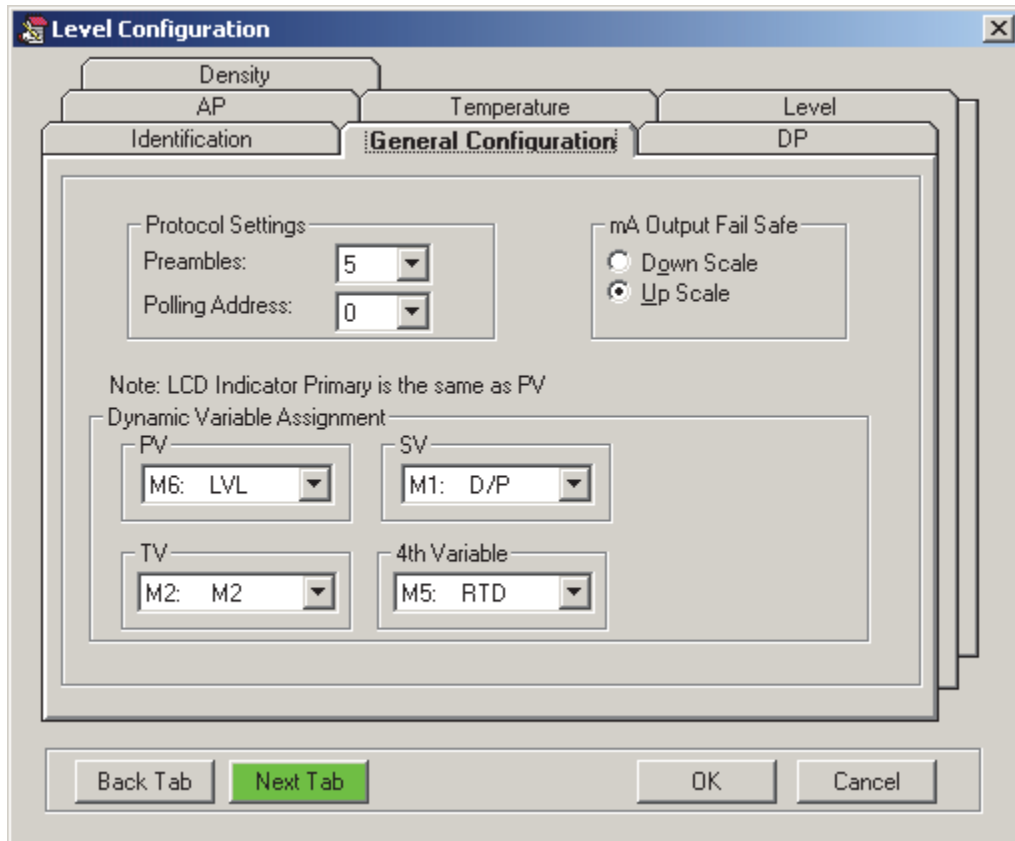 Level Configuration
Density
AP Temperature Level
Identification General Configuration DP
Protocol Settings
Preambles: 5
Polling Address: 0
mA Output Fail Safe
Down Scale
Up Scale
Note: LCD Indicator Primary is the same as PV
Dynamic Variable Assignment
PV
M6: LVL
SV
M1: D/P
TV
M2: M2
4th Variable
M5: RTD
Back Tab Next Tab OK Cancel